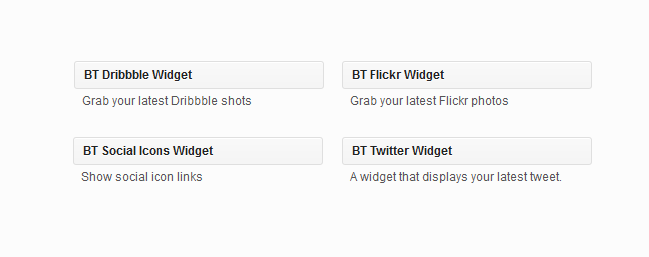 BT Dribbble Widget
Grab your latest Dribbble shots
BT Flickr Widget
Grab your latest Flickr photos
BT Social Icons Widget
Show social icon links
BT Twitter Widget
A widget that displays your latest tweet.